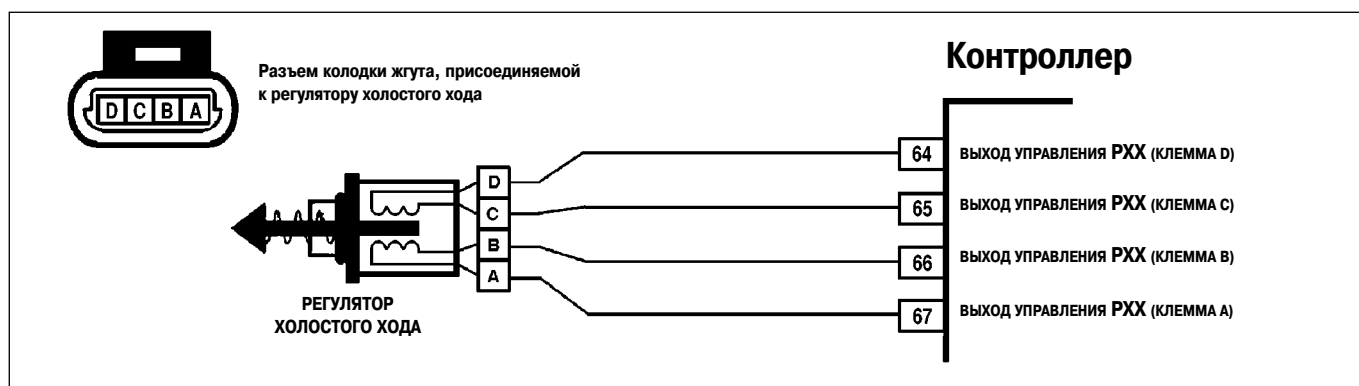 Контроллер
Разъем колодки жгута, присоединяемой
к регулятору холостого хода
D C B A
D
C
B
A
64 ВЫХОД УПРАВЛЕНИЯ РХХ (КЛЕММА D)
65 ВЫХОД УПРАВЛЕНИЯ РХХ (КЛЕММА С)
66 ВЫХОД УПРАВЛЕНИЯ РХХ (КЛЕММА В)
67 ВЫХОД УПРАВЛЕНИЯ РХХ (КЛЕММА А)
РЕГУЛЯТОР
ХОЛОСТОГО ХОДА